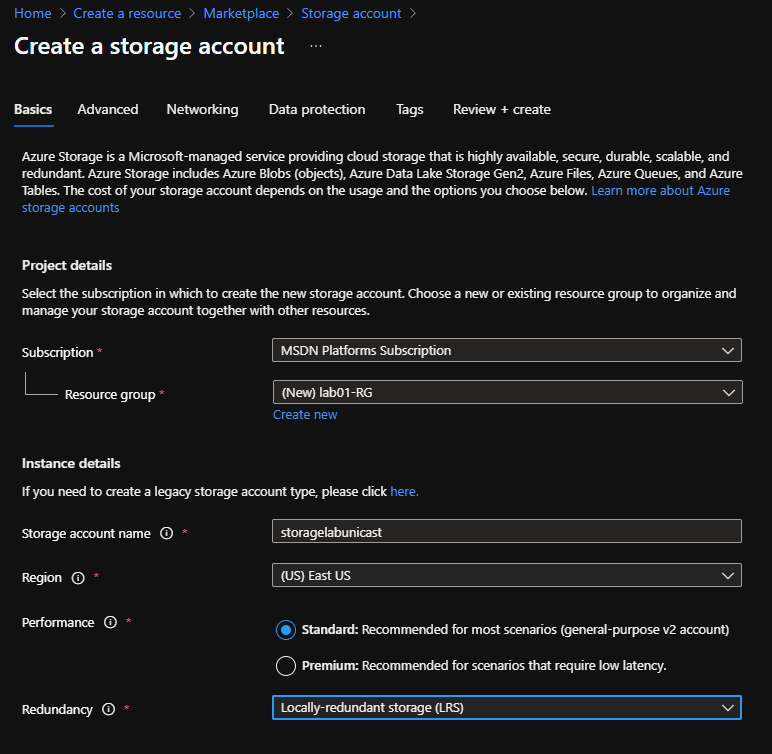 Home > Create a resource > Marketplace > Storage account >
Create a storage account ...
Basics Advanced Networking Data protection Tags Review + create
Azure Storage is a Microsoft-managed service providing cloud storage that is highly available, secure, durable, scalable, and
redundant. Azure Storage includes Azure Blobs (objects), Azure Data Lake Storage Gen2, Azure Files, Azure Queues, and Azure
Tables. The cost of your storage account depends on the usage and the options you choose below. Learn more about Azure
storage accounts
Project details
Select the subscription in which to create the new storage account. Choose a new or existing resource group to organize and
manage your storage account together with other resources.
Subscription * MSDN Platforms Subscription
Resource group * (New) lab01-RG
Create new
Instance details
If you need to create a legacy storage account type, please click here.
Storage account name * storagelabunicast
Region * (US) East US
Performance * Standard: Recommended for most scenarios (general-purpose v2 account)
Premium: Recommended for scenarios that require low latency.
Redundancy * Locally-redundant storage (LRS)